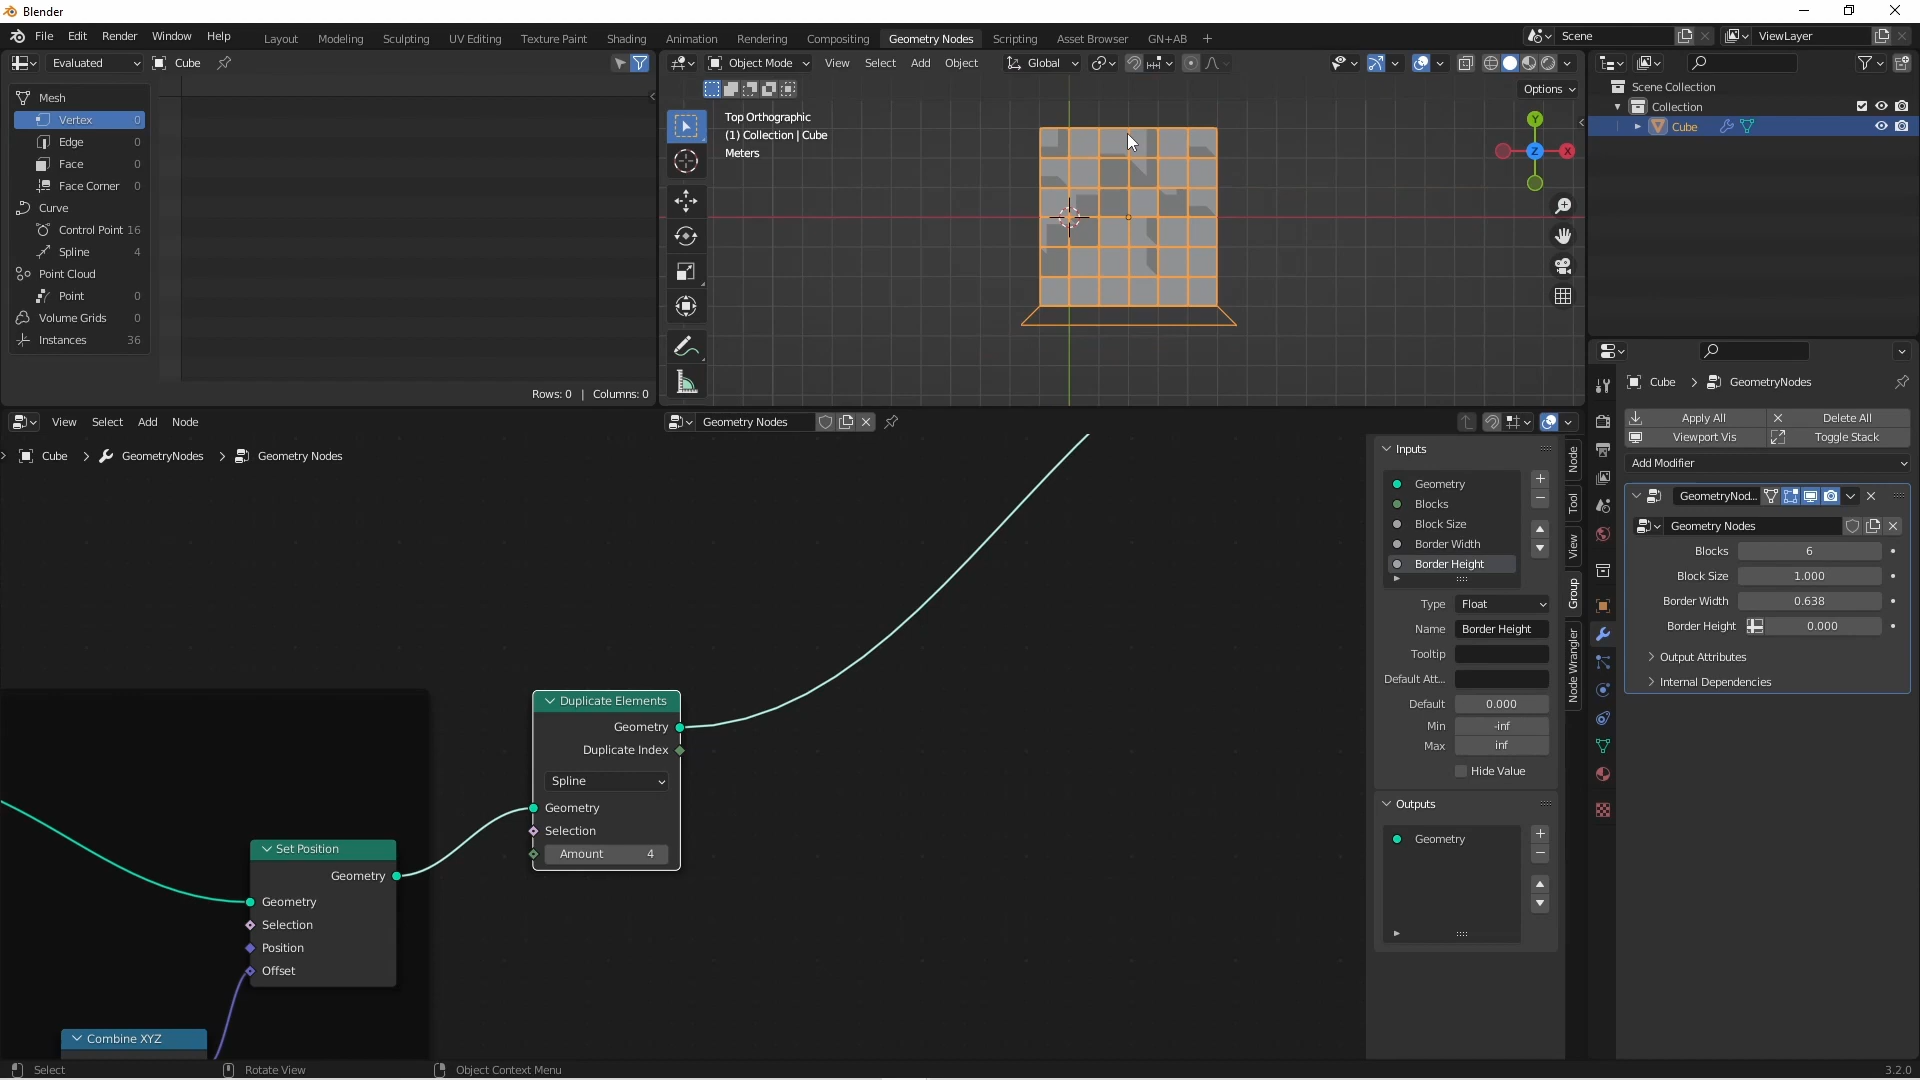 Blender
File Edit Render Window Help
Layout Modeling Sculpting UV Editing Texture Paint Shading Animation Rendering Compositing Geometry Nodes Scripting Asset Browser GN+AB +
Scene
ViewLayer
Evaluated
Cube
Mesh
Vertex 0
Edge 0
Face 0
Face Corner 0
Curve
Control Point 16
Spline 4
Point Cloud
Point 0
Volume Grids 0
Instances 36
Rows: 0 | Columns: 0
Object Mode View Select Add Object Global
Options
Top Orthographic
(1) Collection | Cube
Meters
Y
Z
X
Scene Collection
Collection
Cube
View Select Add Node
Geometry Nodes
Cube > GeometryNodes > Geometry Nodes
Duplicate Elements
Geometry
Duplicate Index
Spline
Geometry
Selection
Amount 4
Set Position
Geometry
Geometry
Selection
Position
Offset
Combine XYZ
Inputs
Geometry
Blocks
Block Size
Border Width
Border Height
Type Float
Name Border Height
Tooltip
Default Att...
Default 0.000
Min -inf
Max inf
Hide Value
Outputs
Geometry
Node
Tool
View
Group
Node Wrangler
Cube > GeometryNodes
Apply All Delete All
Viewport Vis Toggle Stack
Add Modifier
GeometryNod...
Geometry Nodes
Blocks 6
Block Size 1.000
Border Width 0.638
Border Height 0.000
Output Attributes
Internal Dependencies
Select Rotate View Object Context Menu 3.2.0